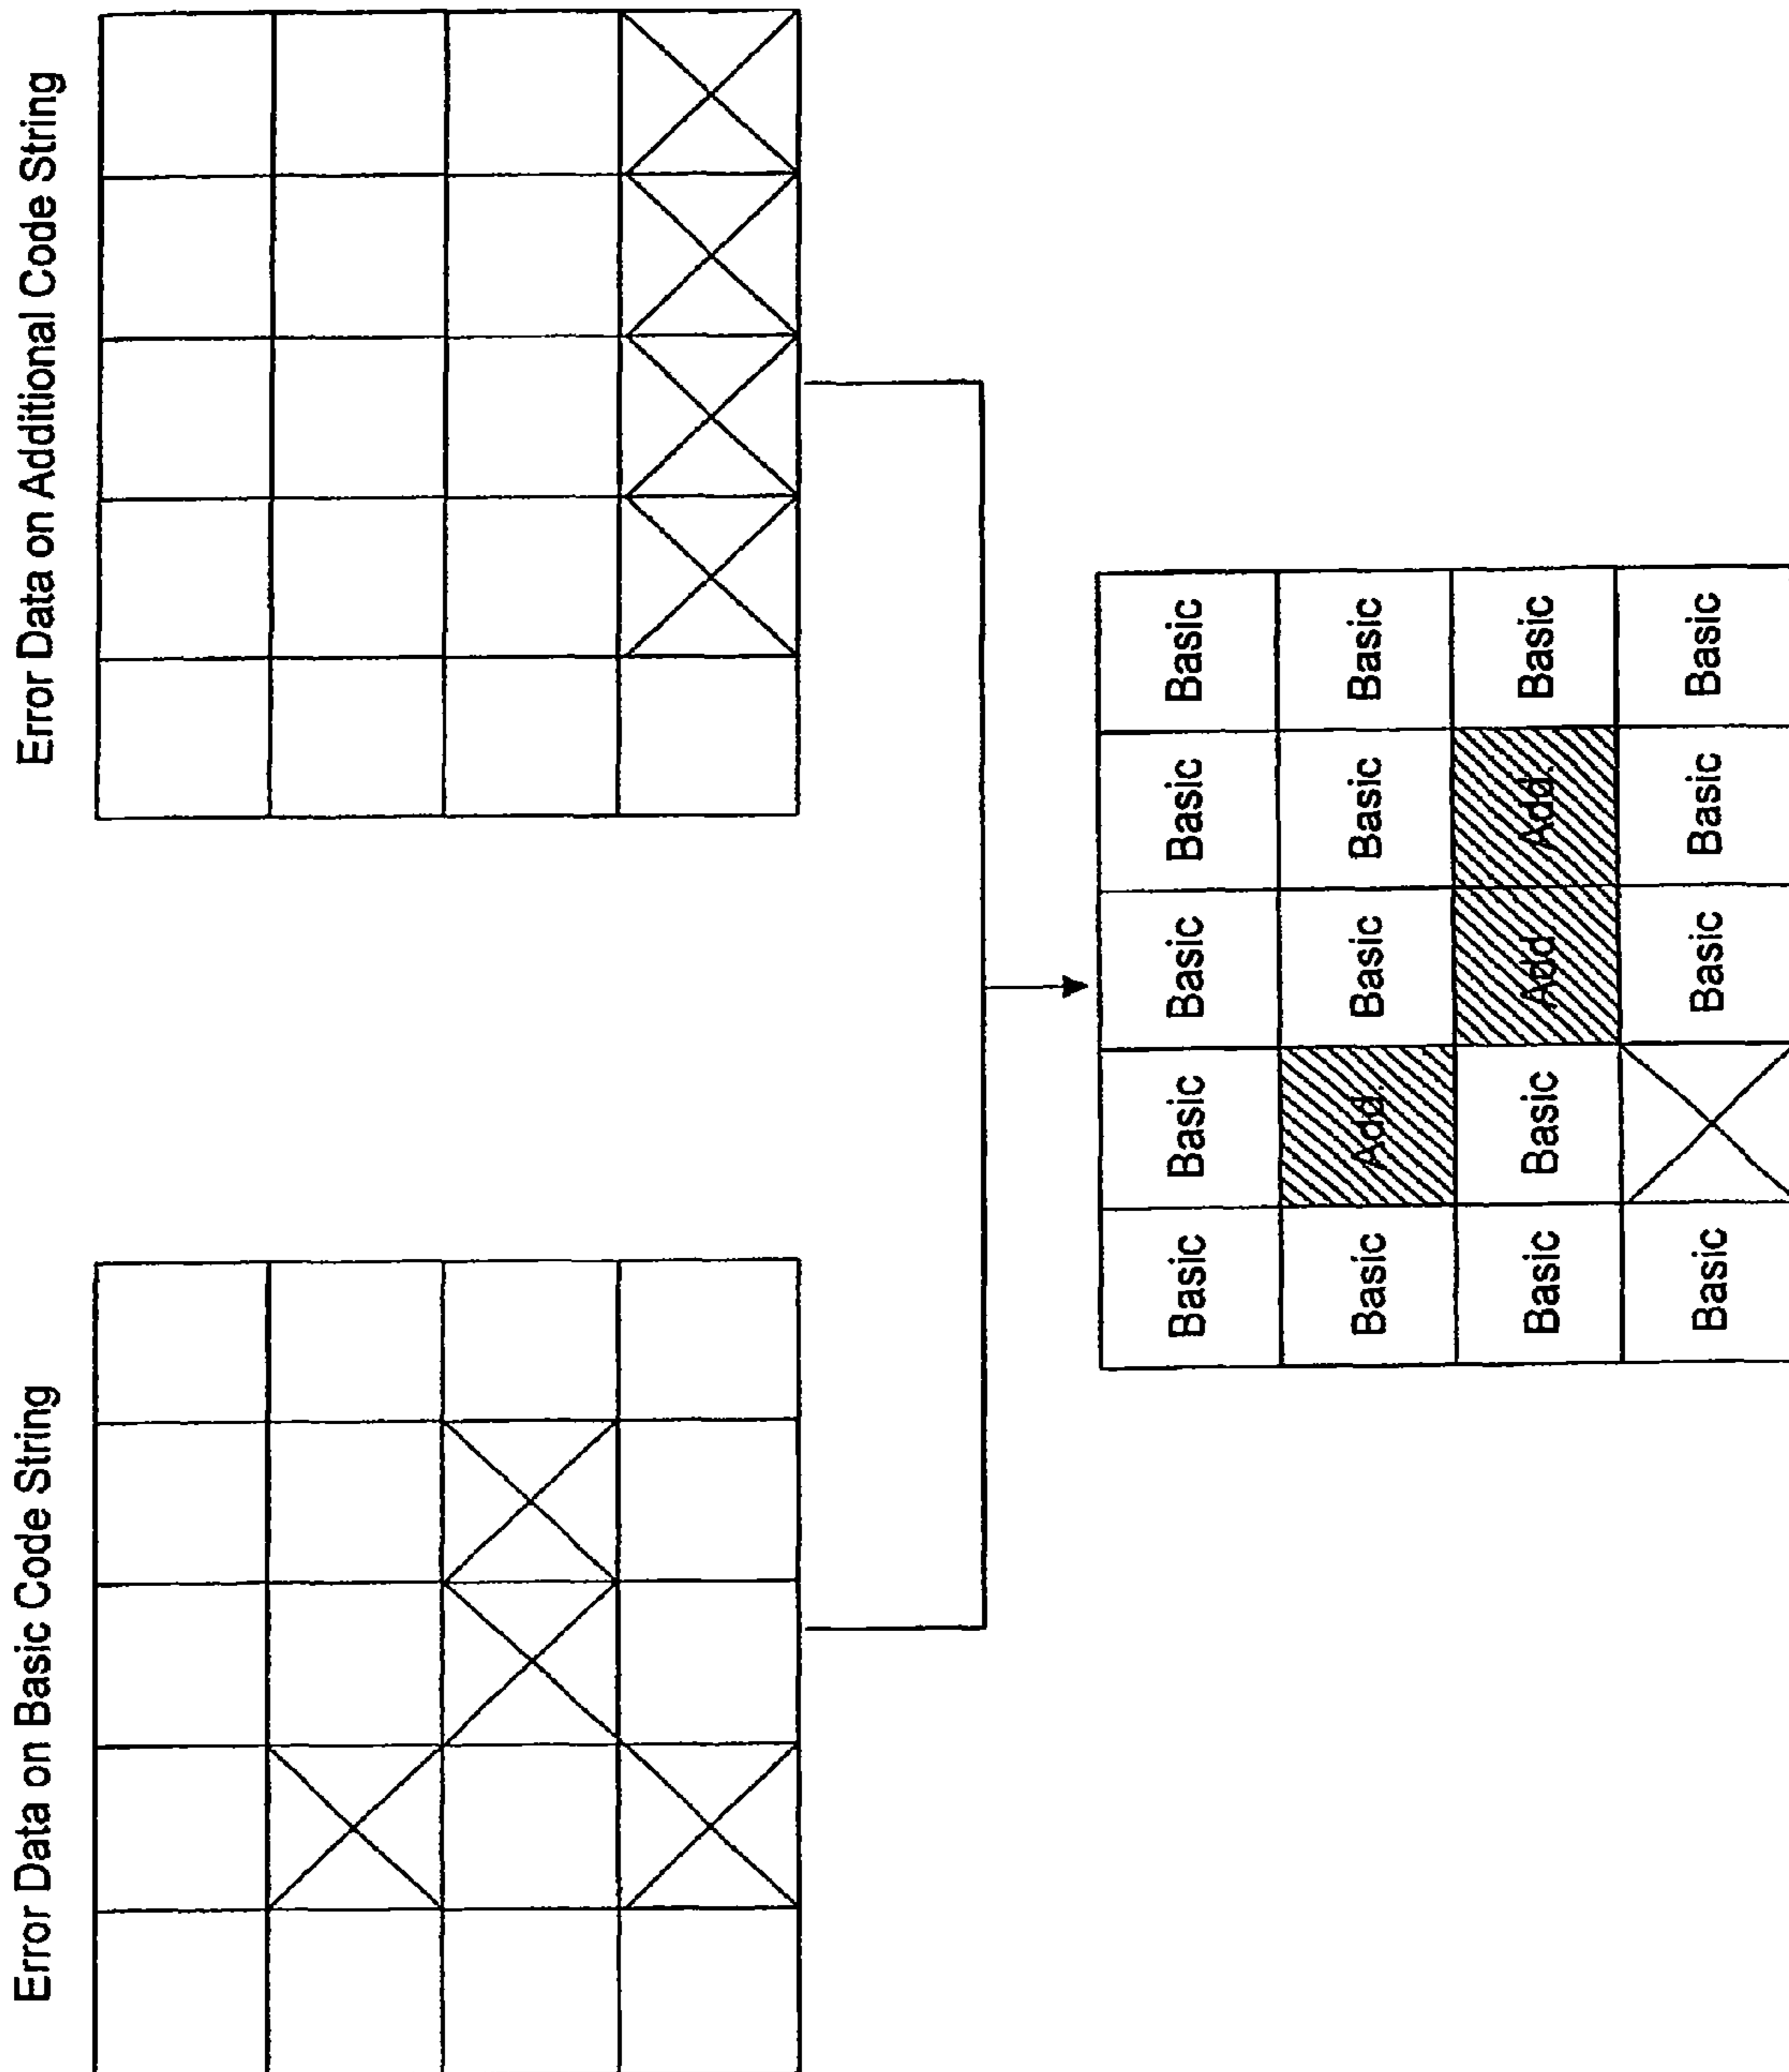 Error Data on Basic Code String
Error Data on Additional Code String
Basic Basic Basic Basic Basic
Basic Add. Basic Basic Basic
Basic Basic Add Add. Basic
Basic Basic Basic Basic